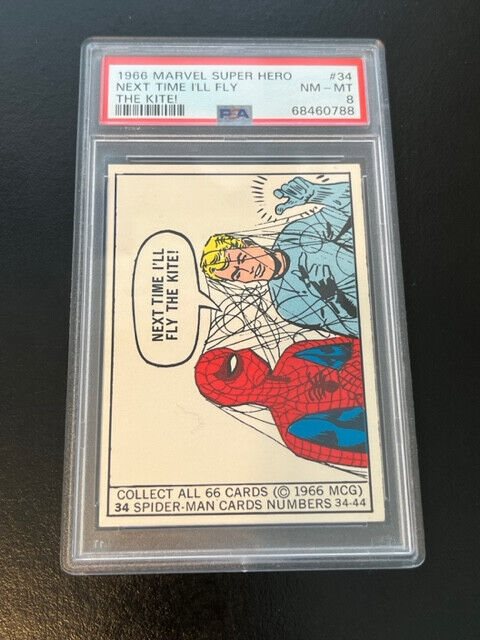 1966 MARVEL SUPER HERO #34
NEXT TIME I'LL FLY NM - MT
THE KITE! 8
PSA 68460788
NEXT TIME I'LL
FLY THE KITE!
COLLECT ALL 66 CARDS (© 1966 MCG)
34 SPIDER-MAN CARDS NUMBERS 34-44